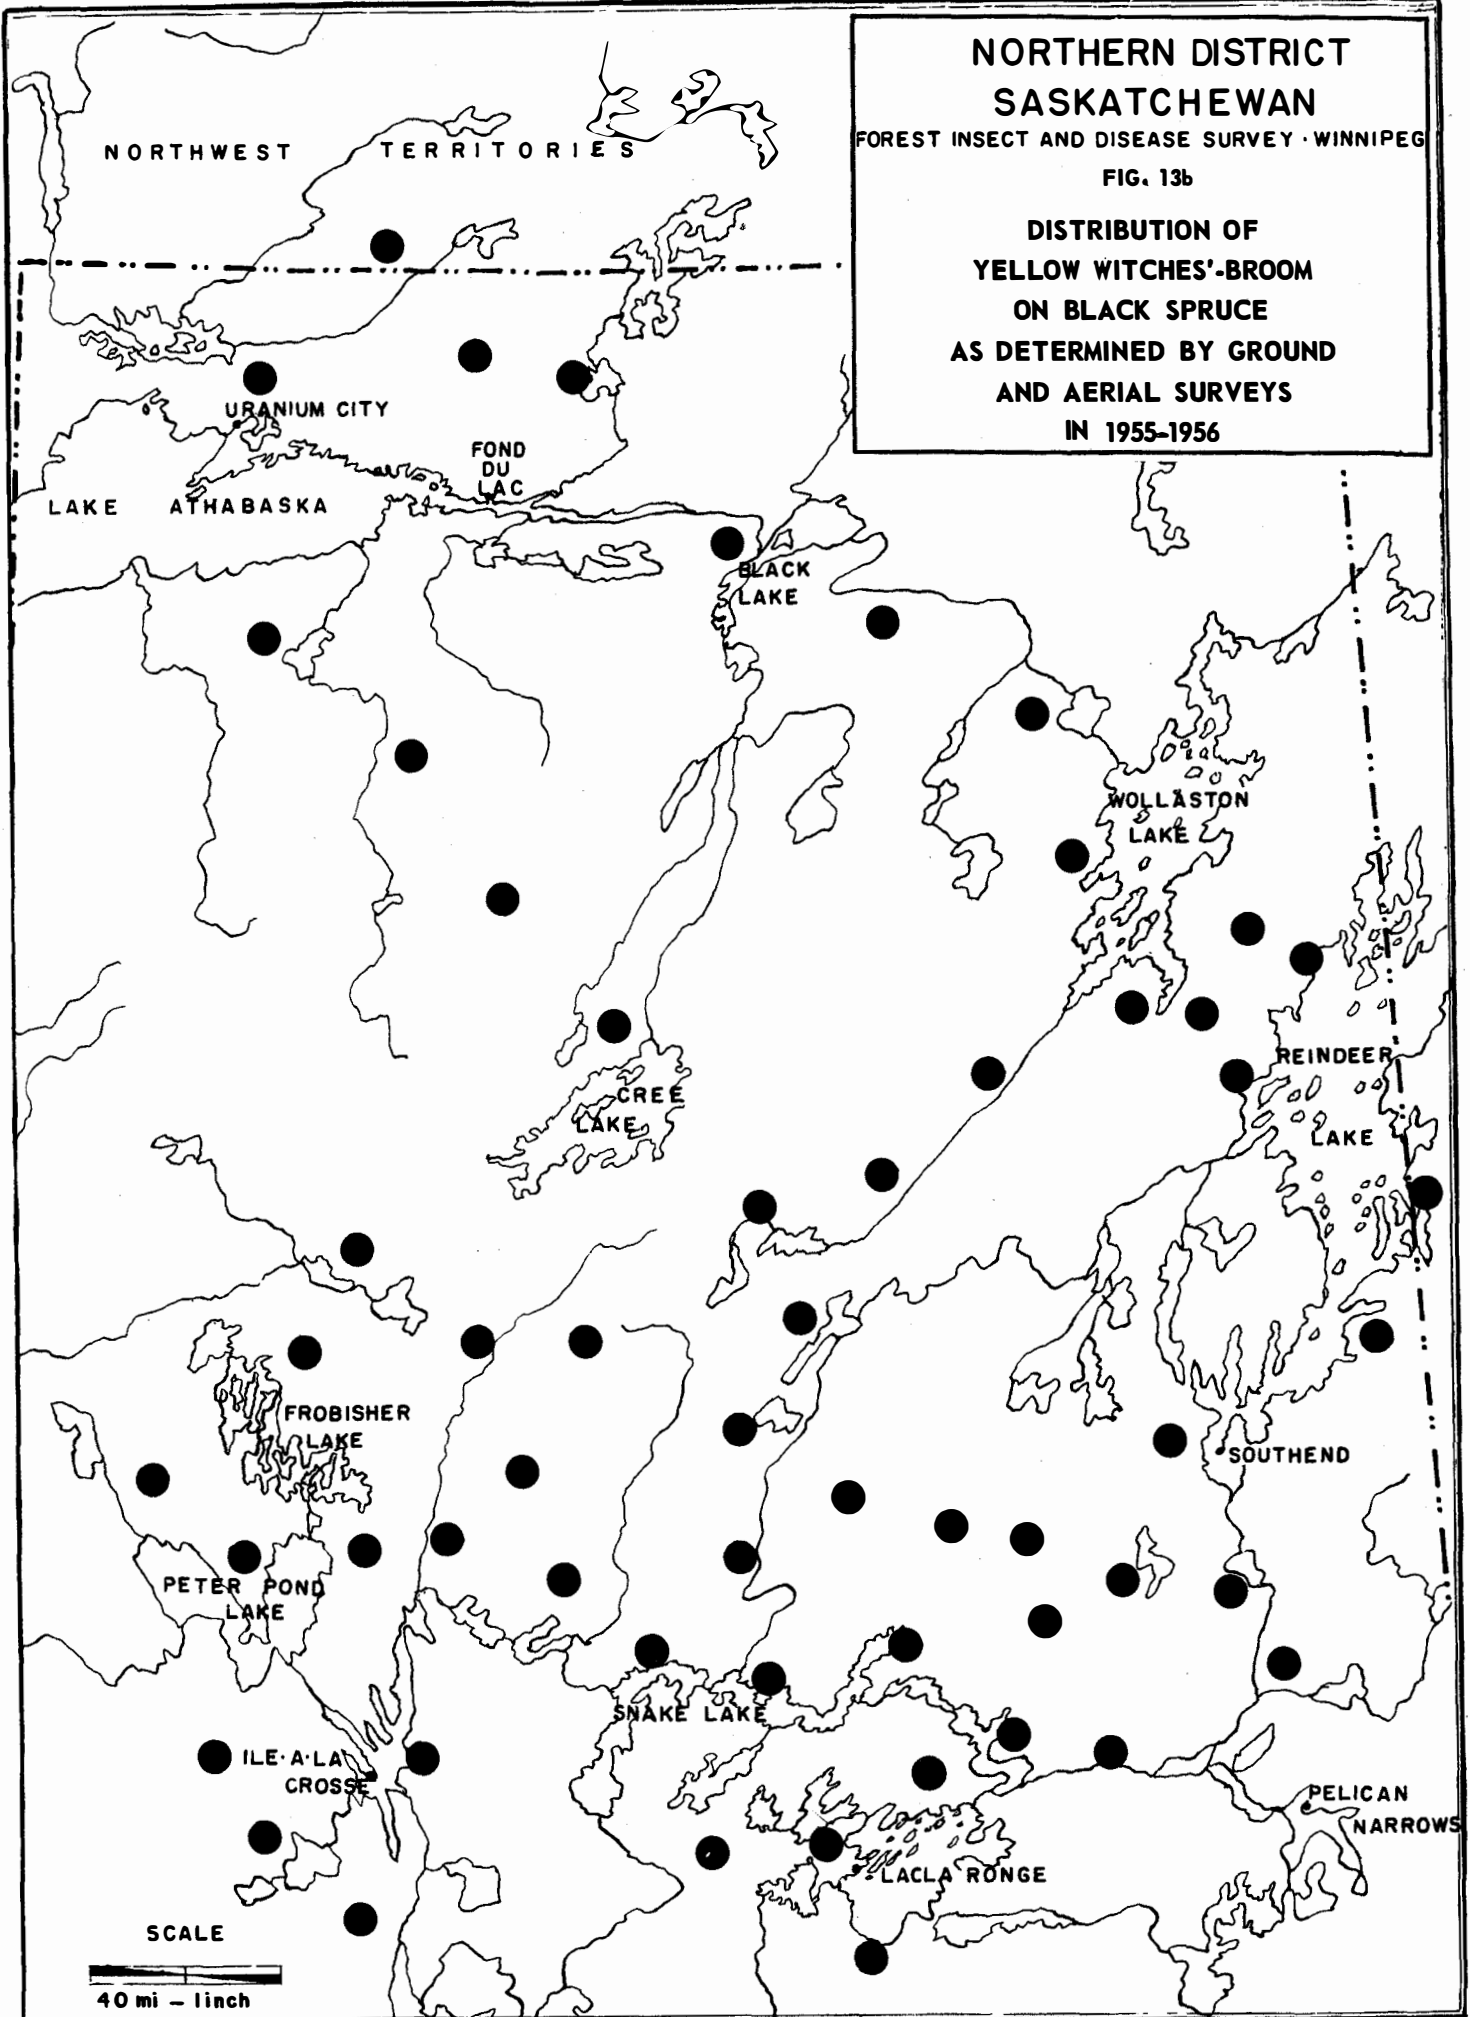 NORTHERN DISTRICT
SASKATCHEWAN
FOREST INSECT AND DISEASE SURVEY · WINNIPEG
FIG. 13b
DISTRIBUTION OF
YELLOW WITCHES'-BROOM
ON BLACK SPRUCE
AS DETERMINED BY GROUND
AND AERIAL SURVEYS
IN 1955-1956
NORTHWEST TERRITORIES
URANIUM CITY
FOND
DU
LAC
LAKE ATHABASKA
BLACK
LAKE
WOLLASTON
LAKE
REINDEER
LAKE
CREE
LAKE
FROBISHER
LAKE
SOUTHEND
PETER POND
LAKE
SNAKE LAKE
ILE·A·LA
CROSSE
PELICAN
NARROWS
LACLA RONGE
SCALE
40 mi – 1inch